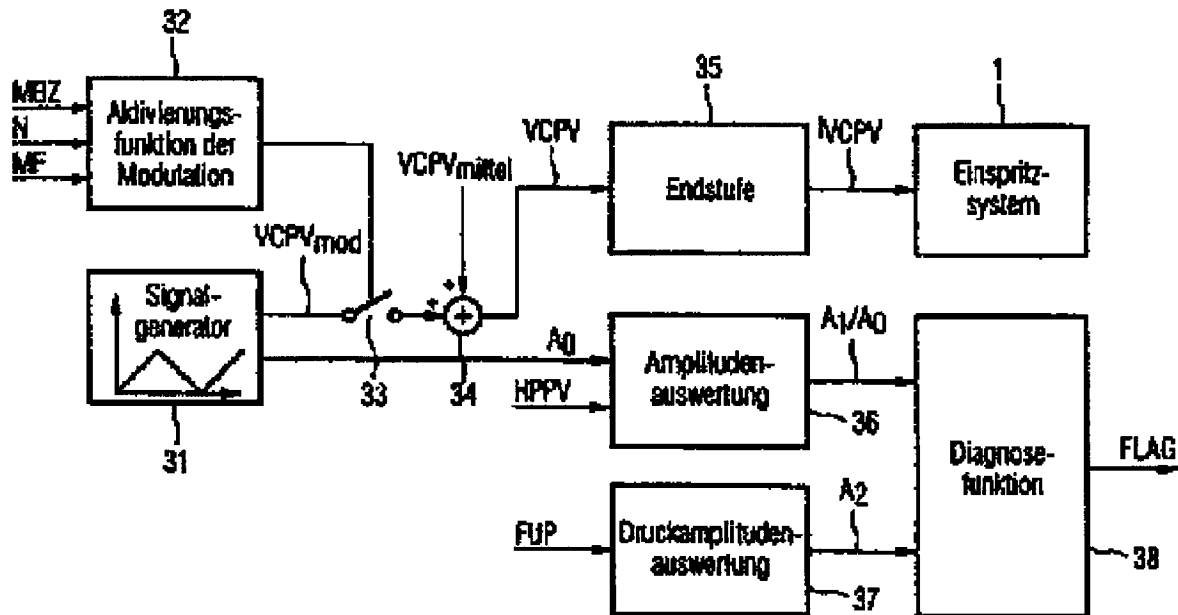 32
MBZ
N
MF
Aktivierungs-
funktion der
Modulation
VCPVmittel
VCPV
35
Endstufe
IVCPV
1
Einspritz-
system
VCPVmod
31
Signal-
generator
33
+
+
+
34
A0
HPPV
Amplituden-
auswertung
36
A1/A0
FUP
Druckamplituden-
auswertung
37
A2
Diagnose-
funktion
38
FLAG